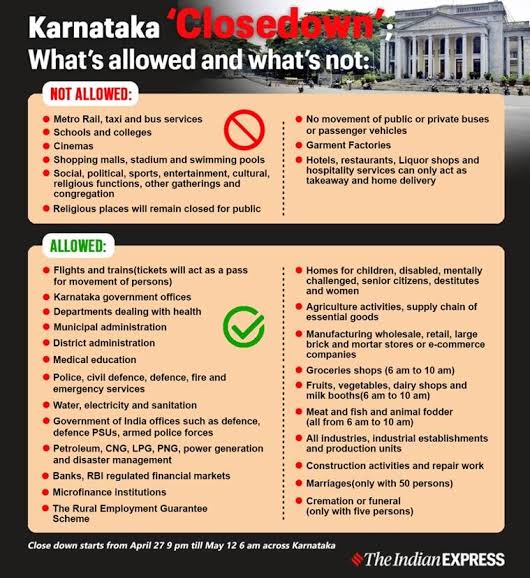 Karnataka 'Closedown';
What's allowed and what's not:
NOT ALLOWED:
Metro Rail, taxi and bus services
Schools and colleges
Cinemas
Shopping malls, stadium and swimming pools
Social, political, sports, entertainment, cultural,
religious functions, other gatherings and
congregation
Religious places will remain closed for public
No movement of public or private buses
or passenger vehicles
Garment Factories
Hotels, restaurants, Liquor shops and
hospitality services can only act as
takeaway and home delivery
ALLOWED:
Flights and trains(tickets will act as a pass
for movement of persons)
Karnataka government offices
Departments dealing with health
Municipal administration
District administration
Medical education
Police, civil defence, defence, fire and
emergency services
Water, electricity and sanitation
Government of India offices such as defence,
defence PSUs, armed police forces
Petroleum, CNG, LPG, PNG, power generation
and disaster management
Banks, RBI regulated financial markets
Microfinance institutions
The Rural Employment Guarantee
Scheme
Homes for children, disabled, mentally
challenged, senior citizens, destitutes
and women
Agriculture activities, supply chain of
essential goods
Manufacturing wholesale, retail, large
brick and mortar stores or e-commerce
companies
Groceries shops (6 am to 10 am)
Fruits, vegetables, dairy shops and
milk booths(6 am to 10 am)
Meat and fish and animal fodder
(all from 6 am to 10 am)
All industries, industrial establishments
and production units
Construction activities and repair work
Marriages(only with 50 persons)
Cremation or funeral
(only with five persons)
Close down starts from April 27 9 pm till May 12 6 am across Karnataka
The Indian EXPRESS